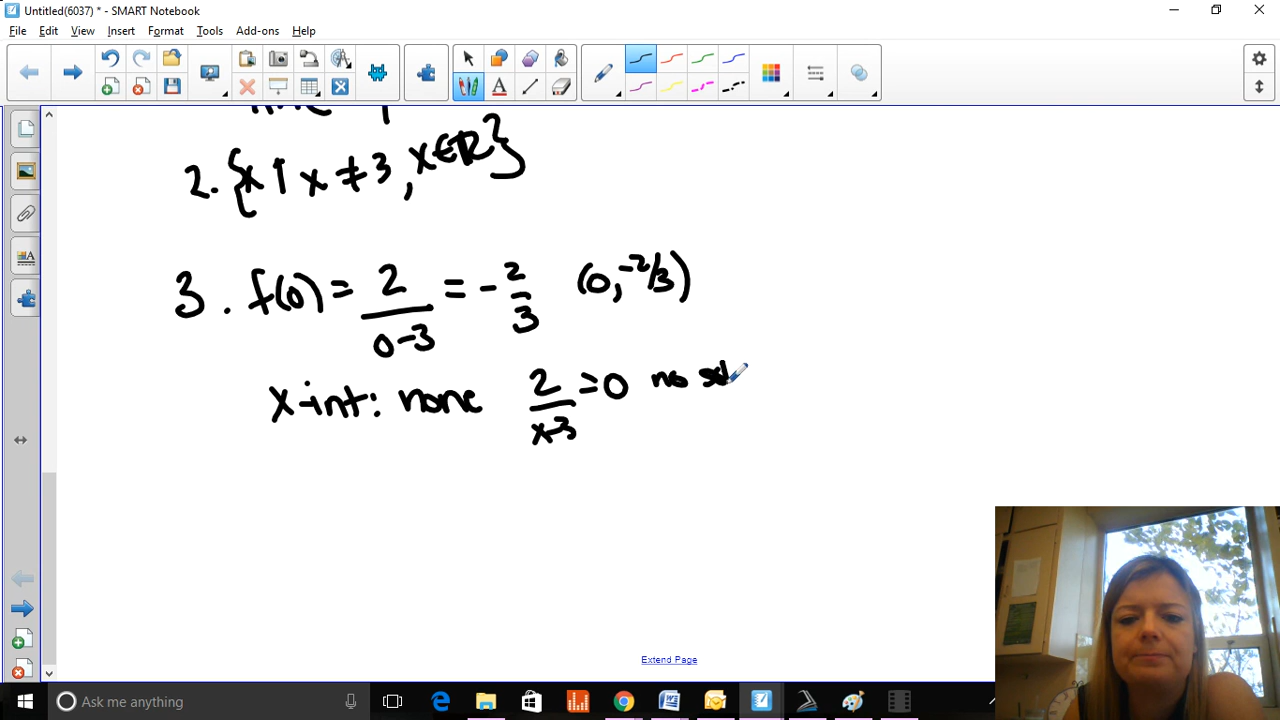 Untitled(6037) * - SMART Notebook
File Edit View Insert Format Tools Add-ons Help
2. {x | x ≠ 3, x ∈ ℝ}
3. f(0) = 2/(0-3) = -2/3 (0, -2/3)
x-int: none 2/(x-3) = 0 no sol
Extend Page
Ask me anything